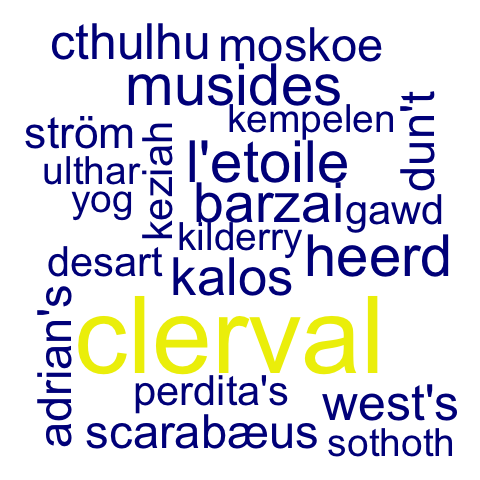 cthulhu moskoe
musides
kempelen
dun't
ström
keziah
l'etoile
ulthar
yog
barzai
gawd
kilderry
heerd
desart
kalos
clerval
adrian's
perdita's
west's
scarabæus
sothoth